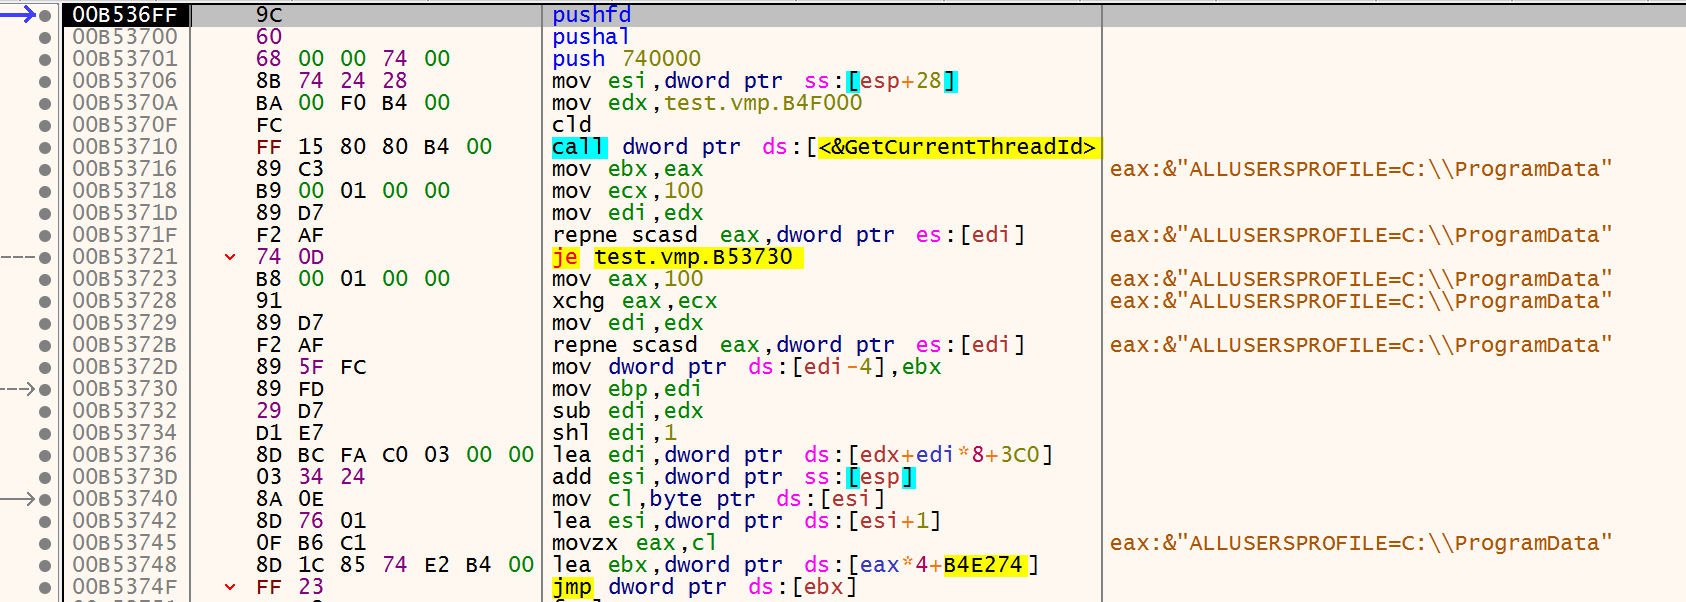 00B536FF 9C pushfd
00B53700 60 pushal
00B53701 68 00 00 74 00 push 740000
00B53706 8B 74 24 28 mov esi,dword ptr ss:[esp+28]
00B5370A BA 00 F0 B4 00 mov edx,test.vmp.B4F000
00B5370F FC cld
00B53710 FF 15 80 80 B4 00 call dword ptr ds:[<&GetCurrentThreadId>
00B53716 89 C3 mov ebx,eax eax:&"ALLUSERSPROFILE=C:\\ProgramData"
00B53718 B9 00 01 00 00 mov ecx,100
00B5371D 89 D7 mov edi,edx
00B5371F F2 AF repne scasd eax,dword ptr es:[edi] eax:&"ALLUSERSPROFILE=C:\\ProgramData"
00B53721 74 0D je test.vmp.B53730
00B53723 B8 00 01 00 00 mov eax,100 eax:&"ALLUSERSPROFILE=C:\\ProgramData"
00B53728 91 xchg eax,ecx eax:&"ALLUSERSPROFILE=C:\\ProgramData"
00B53729 89 D7 mov edi,edx
00B5372B F2 AF repne scasd eax,dword ptr es:[edi] eax:&"ALLUSERSPROFILE=C:\\ProgramData"
00B5372D 89 5F FC mov dword ptr ds:[edi-4],ebx
00B53730 89 FD mov ebp,edi
00B53732 29 D7 sub edi,edx
00B53734 D1 E7 shl edi,1
00B53736 8D BC FA C0 03 00 00 lea edi,dword ptr ds:[edx+edi*8+3C0]
00B5373D 03 34 24 add esi,dword ptr ss:[esp]
00B53740 8A 0E mov cl,byte ptr ds:[esi]
00B53742 8D 76 01 lea esi,dword ptr ds:[esi+1]
00B53745 0F B6 C1 movzx eax,cl eax:&"ALLUSERSPROFILE=C:\\ProgramData"
00B53748 8D 1C 85 74 E2 B4 00 lea ebx,dword ptr ds:[eax*4+B4E274]
00B5374F FF 23 jmp dword ptr ds:[ebx]